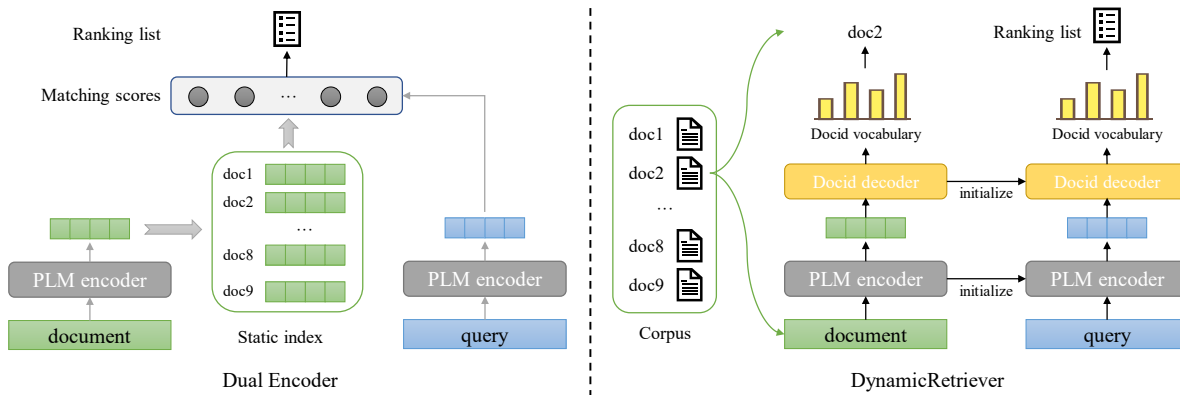 Ranking list
Matching scores
...
doc1
doc2
...
doc8
doc9
Static index
PLM encoder
document
PLM encoder
query
Dual Encoder
doc1
doc2
...
doc8
doc9
Corpus
doc2
Docid vocabulary
Docid decoder
PLM encoder
document
initialize
initialize
Ranking list
Docid vocabulary
Docid decoder
PLM encoder
query
DynamicRetriever